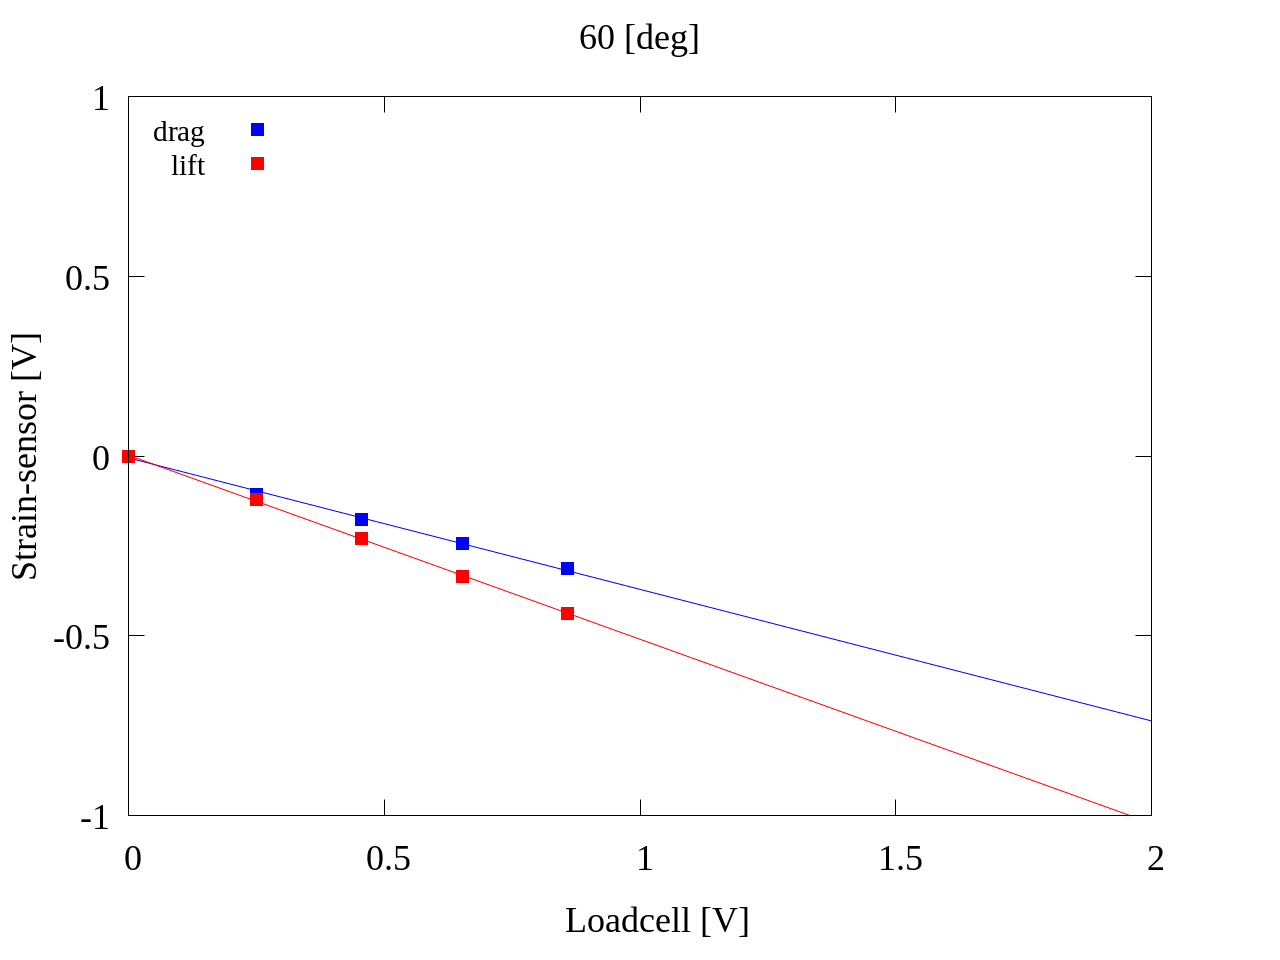 60 [deg]
1
drag
lift
0.5
0
-0.5
-1
Strain-sensor [V]
0 0.5 1 1.5 2
Loadcell [V]